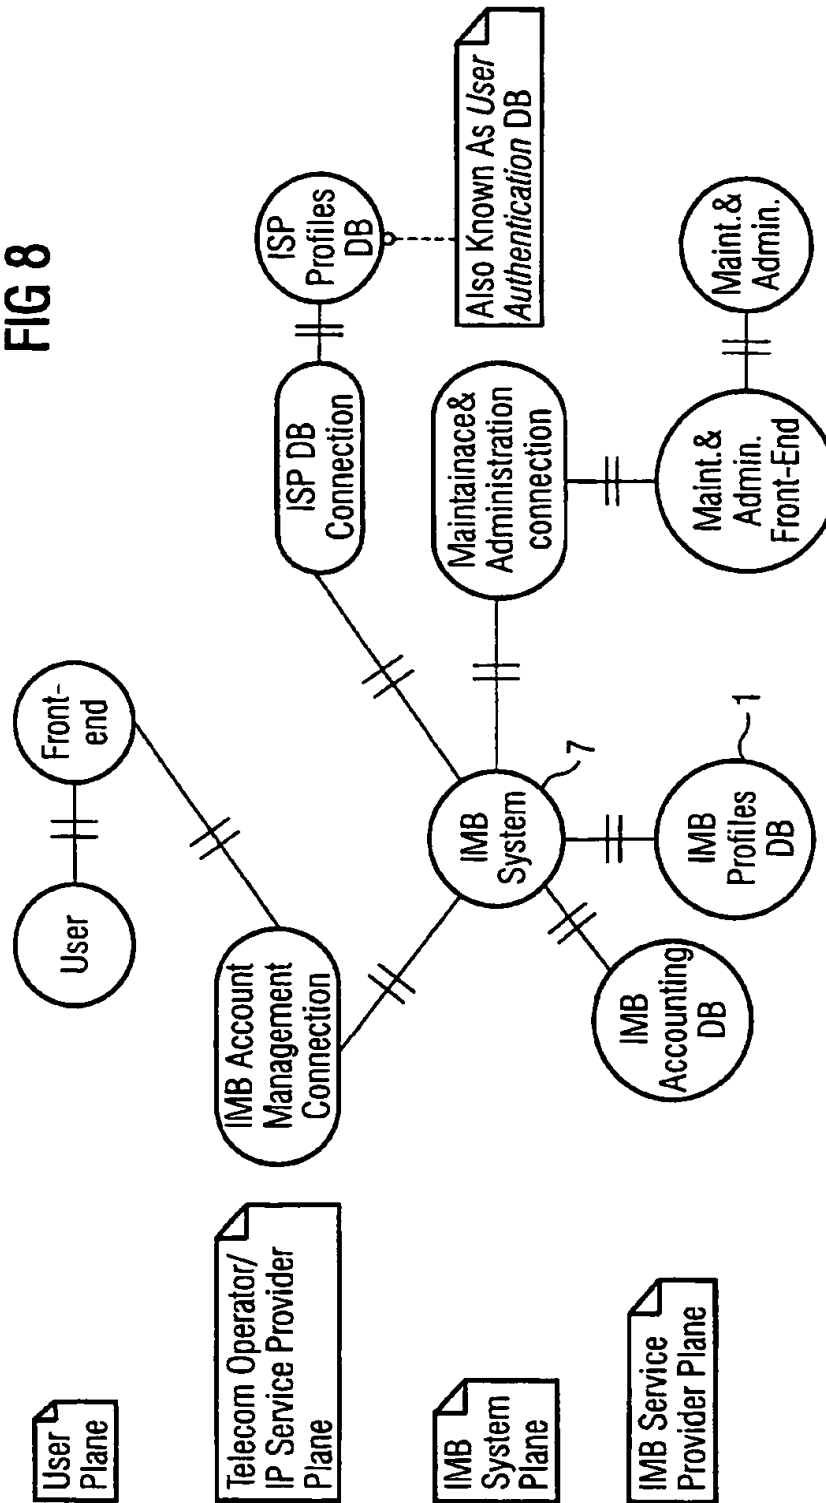 FIG 8
User
Plane
User
Front-
end
Telecom Operator/
IP Service Provider
Plane
IMB Account
Management
Connection
ISP DB
Connection
ISP
Profiles
DB
Also Known As User
Authentication DB
IMB
System
Plane
IMB
System
7
Maintainace&
Administration
connection
IMB Service
Provider Plane
IMB
Accounting
DB
IMB
Profiles
DB
1
Maint.&
Admin.
Front-End
Maint.&
Admin.